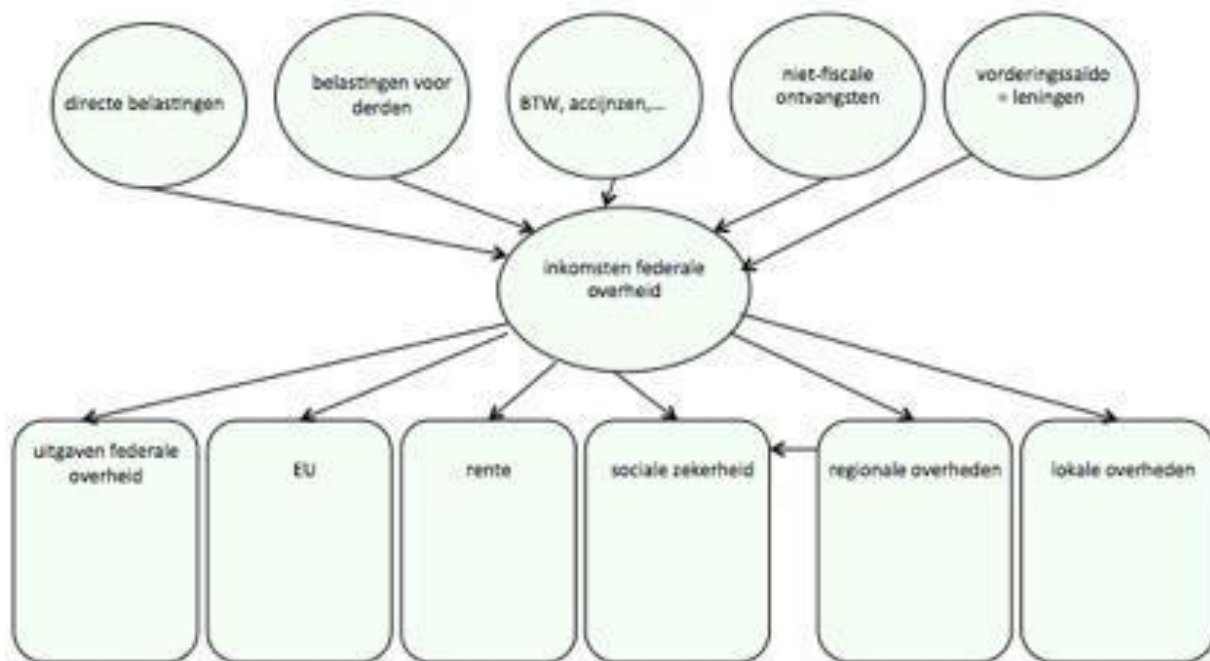 directe belastingen
belastingen voor
derden
BTW, accijnzen,...
niet-fiscale
ontvangsten
vorderingssaldo
= leningen
inkomsten federale
overheid
uitgaven federale
overheid
EU
rente
sociale zekerheid
regionale overheden
lokale overheden